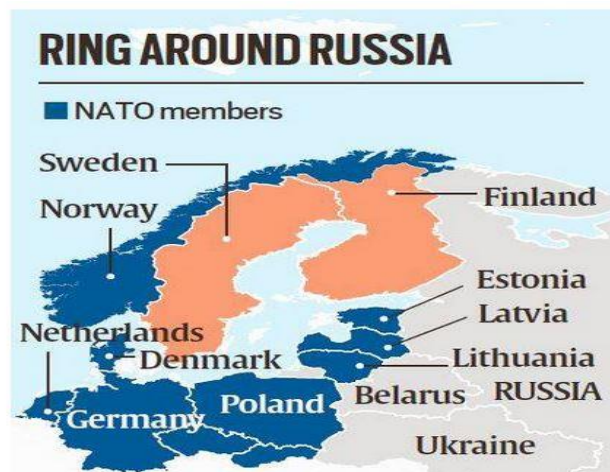 RING AROUND RUSSIA
NATO members
Sweden
Norway
Finland
Estonia
Latvia
Netherlands
Denmark
Lithuania
Germany
Poland
Belarus
RUSSIA
Ukraine